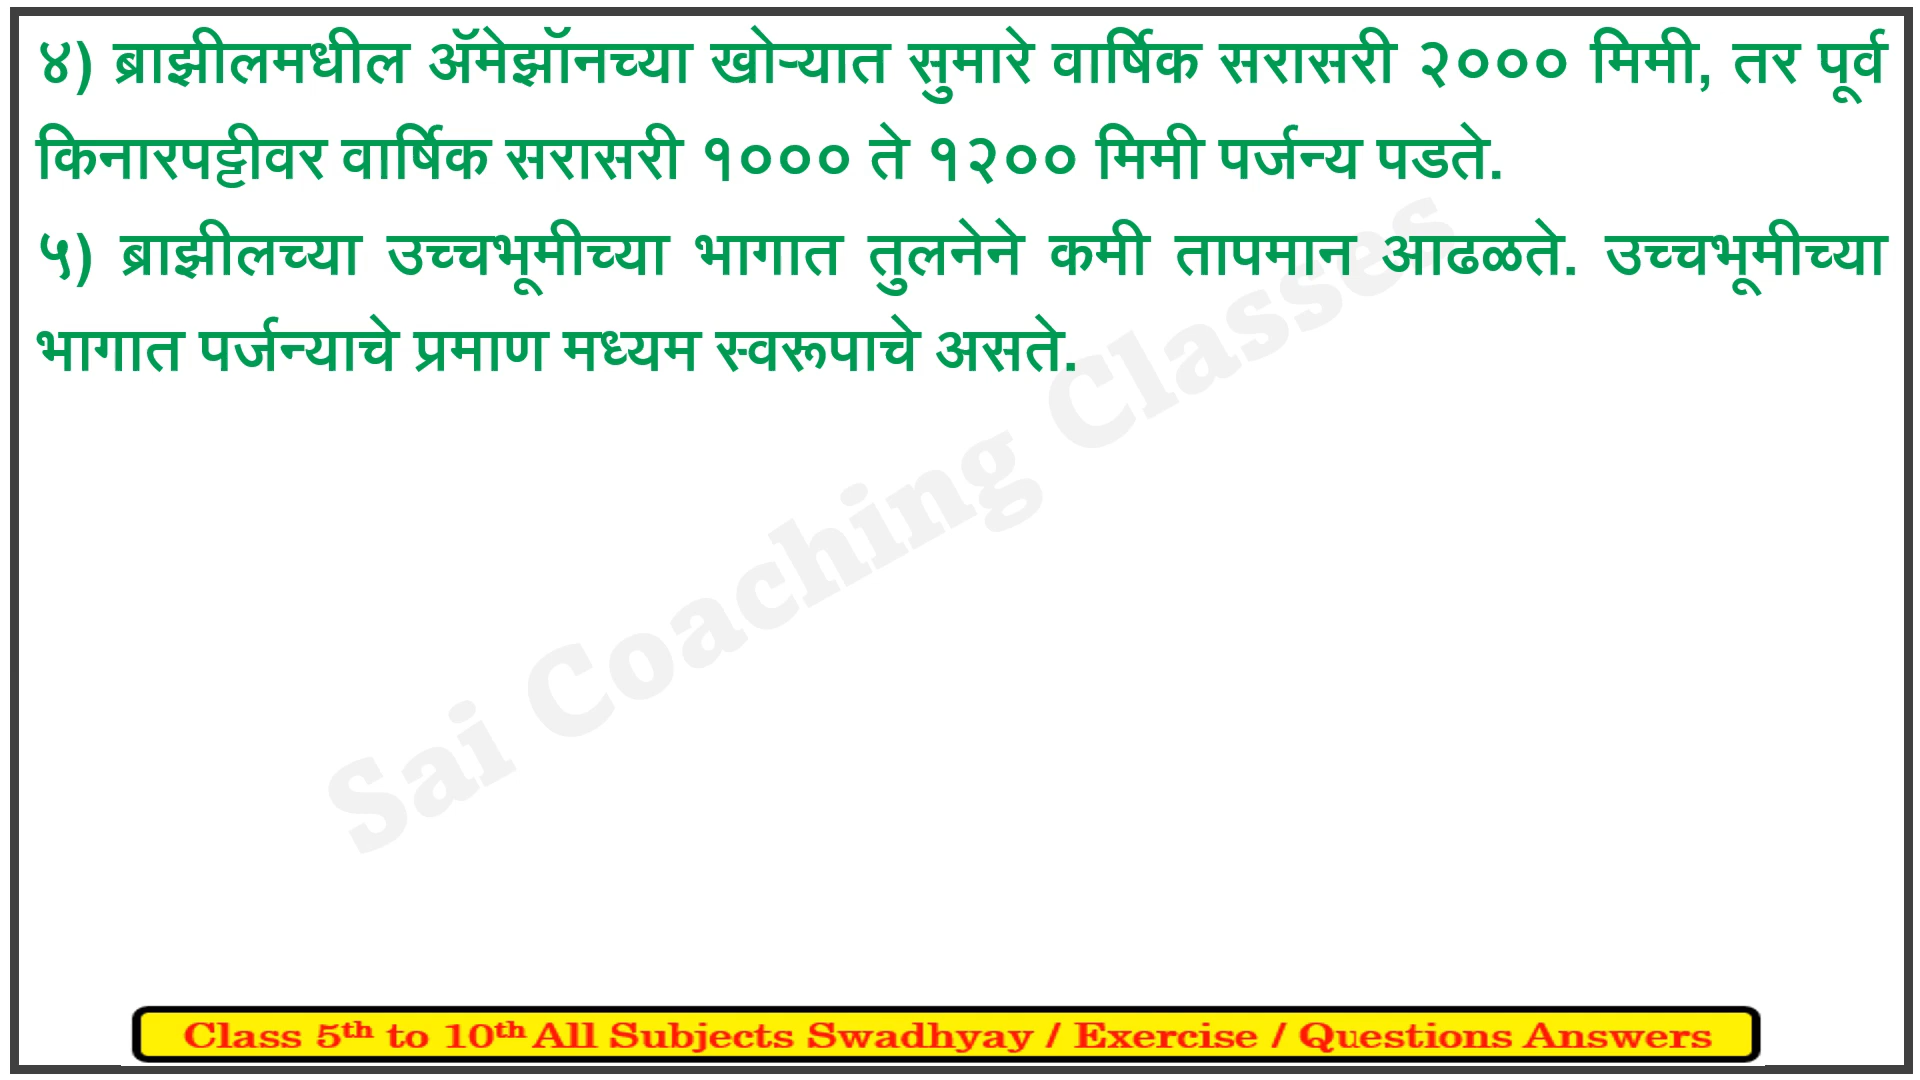 ४) ब्राझीलमधील ॲमेझॉनच्या खोऱ्यात सुमारे वार्षिक सरासरी २००० मिमी, तर पूर्व
किनारपट्टीवर वार्षिक सरासरी १००० ते १२०० मिमी पर्जन्य पडते.
५) ब्राझीलच्या उच्चभूमीच्या भागात तुलनेने कमी तापमान आढळते. उच्चभूमीच्या
भागात पर्जन्याचे प्रमाण मध्यम स्वरूपाचे असते.
Sai Coaching Classes
Class 5th to 10th All Subjects Swadhyay / Exercise / Questions Answers